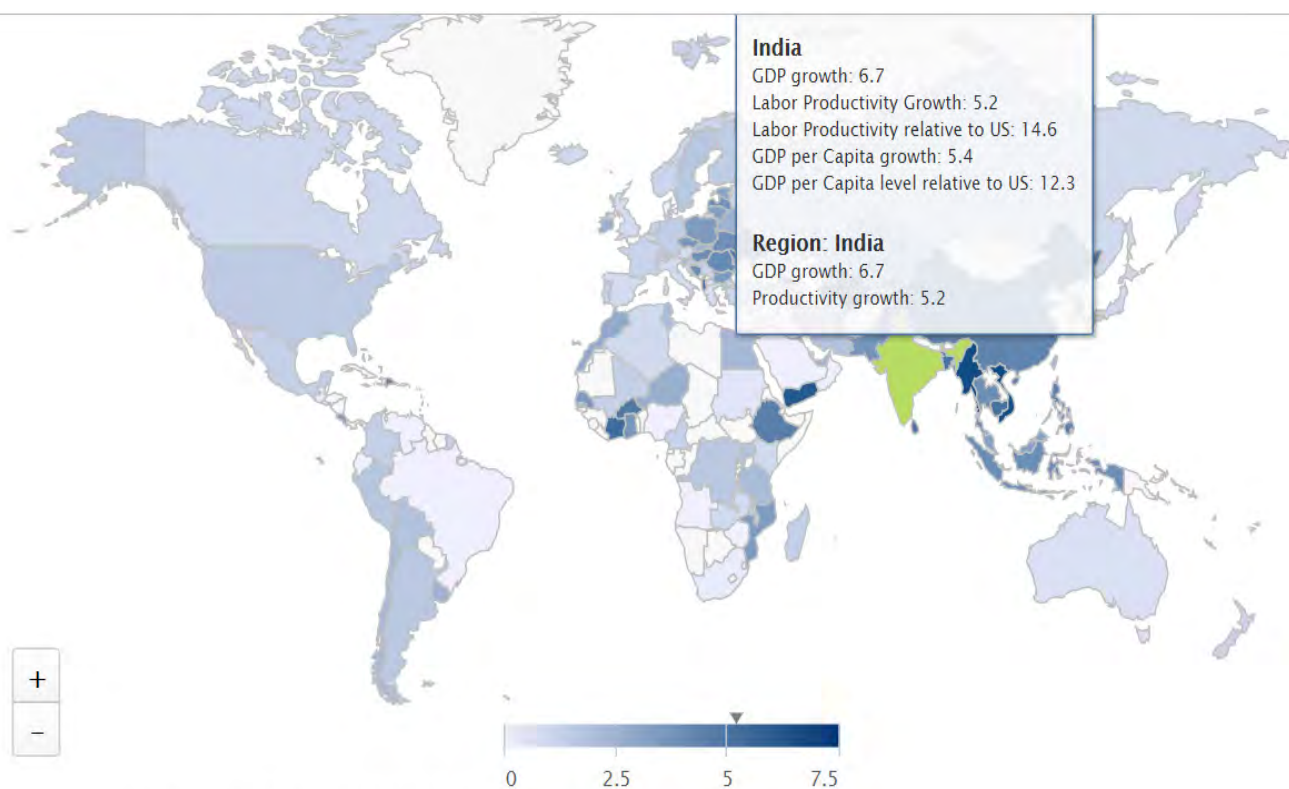 India
GDP growth: 6.7
Labor Productivity Growth: 5.2
Labor Productivity relative to US: 14.6
GDP per Capita growth: 5.4
GDP per Capita level relative to US: 12.3
Region: India
GDP growth: 6.7
Productivity growth: 5.2
+
−
0 2.5 5 7.5